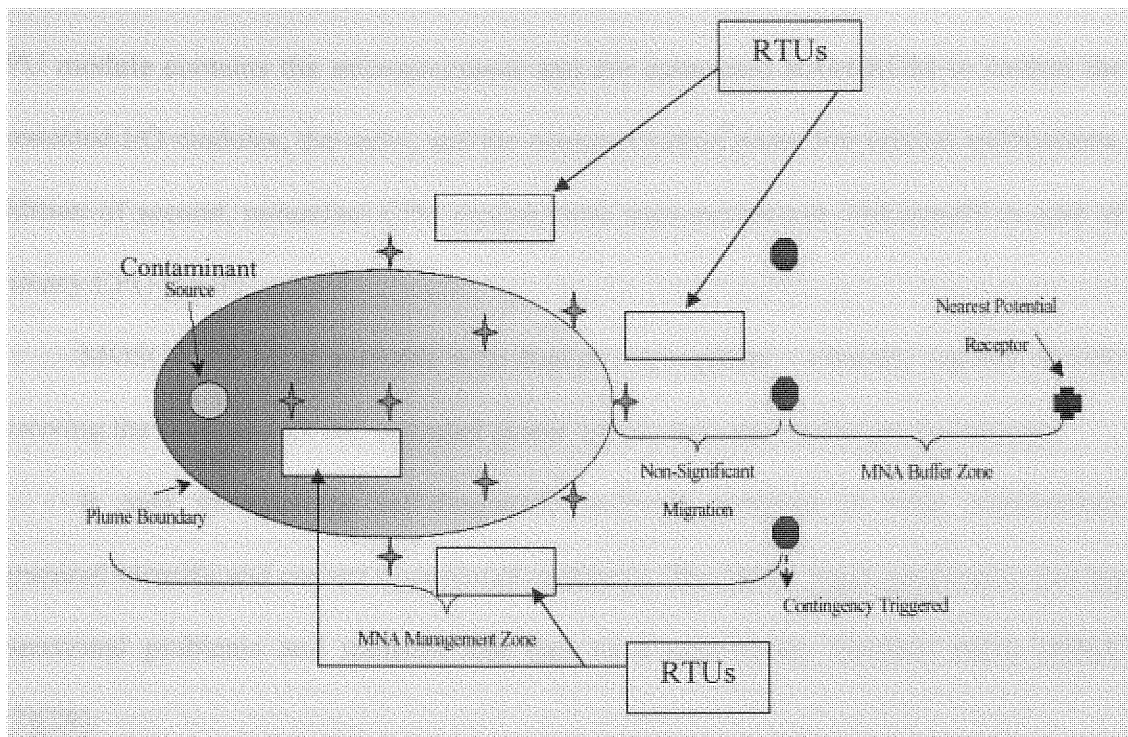 RTUs
Contaminant
Source
Nearest Potential
Receptor
Non-Significant
Migration
MNA Buffer Zone
Plume Boundary
Contingency Triggered
MNA Management Zone
RTUs